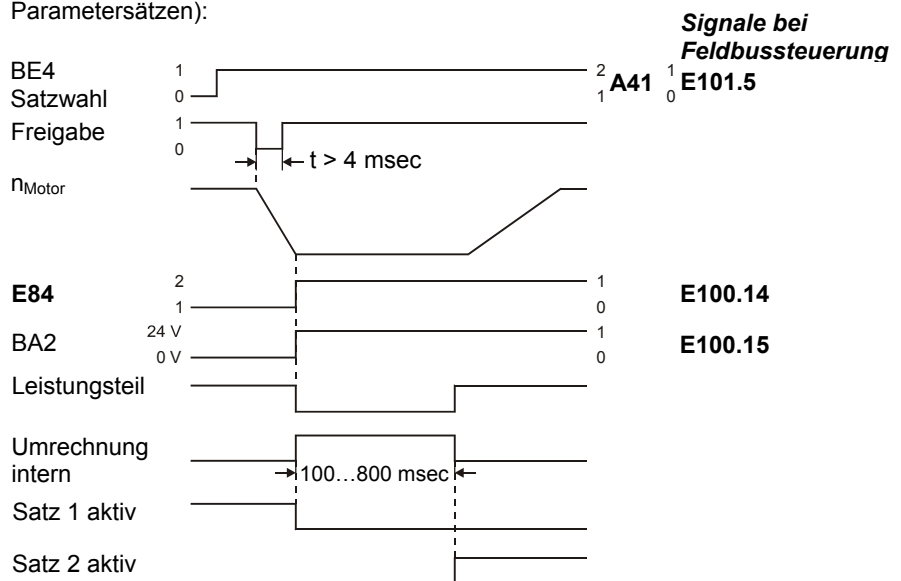 Parametersätzen):
Signale bei
Feldbussteuerung
BE4 1 2 A41 1 E101.5
Satzwahl 0 1 0
Freigabe 1
0
t > 4 msec
nMotor
E84 2 1 E100.14
1 0
BA2 24 V 1 E100.15
0 V 0
Leistungsteil
Umrechnung
intern
100...800 msec
Satz 1 aktiv
Satz 2 aktiv